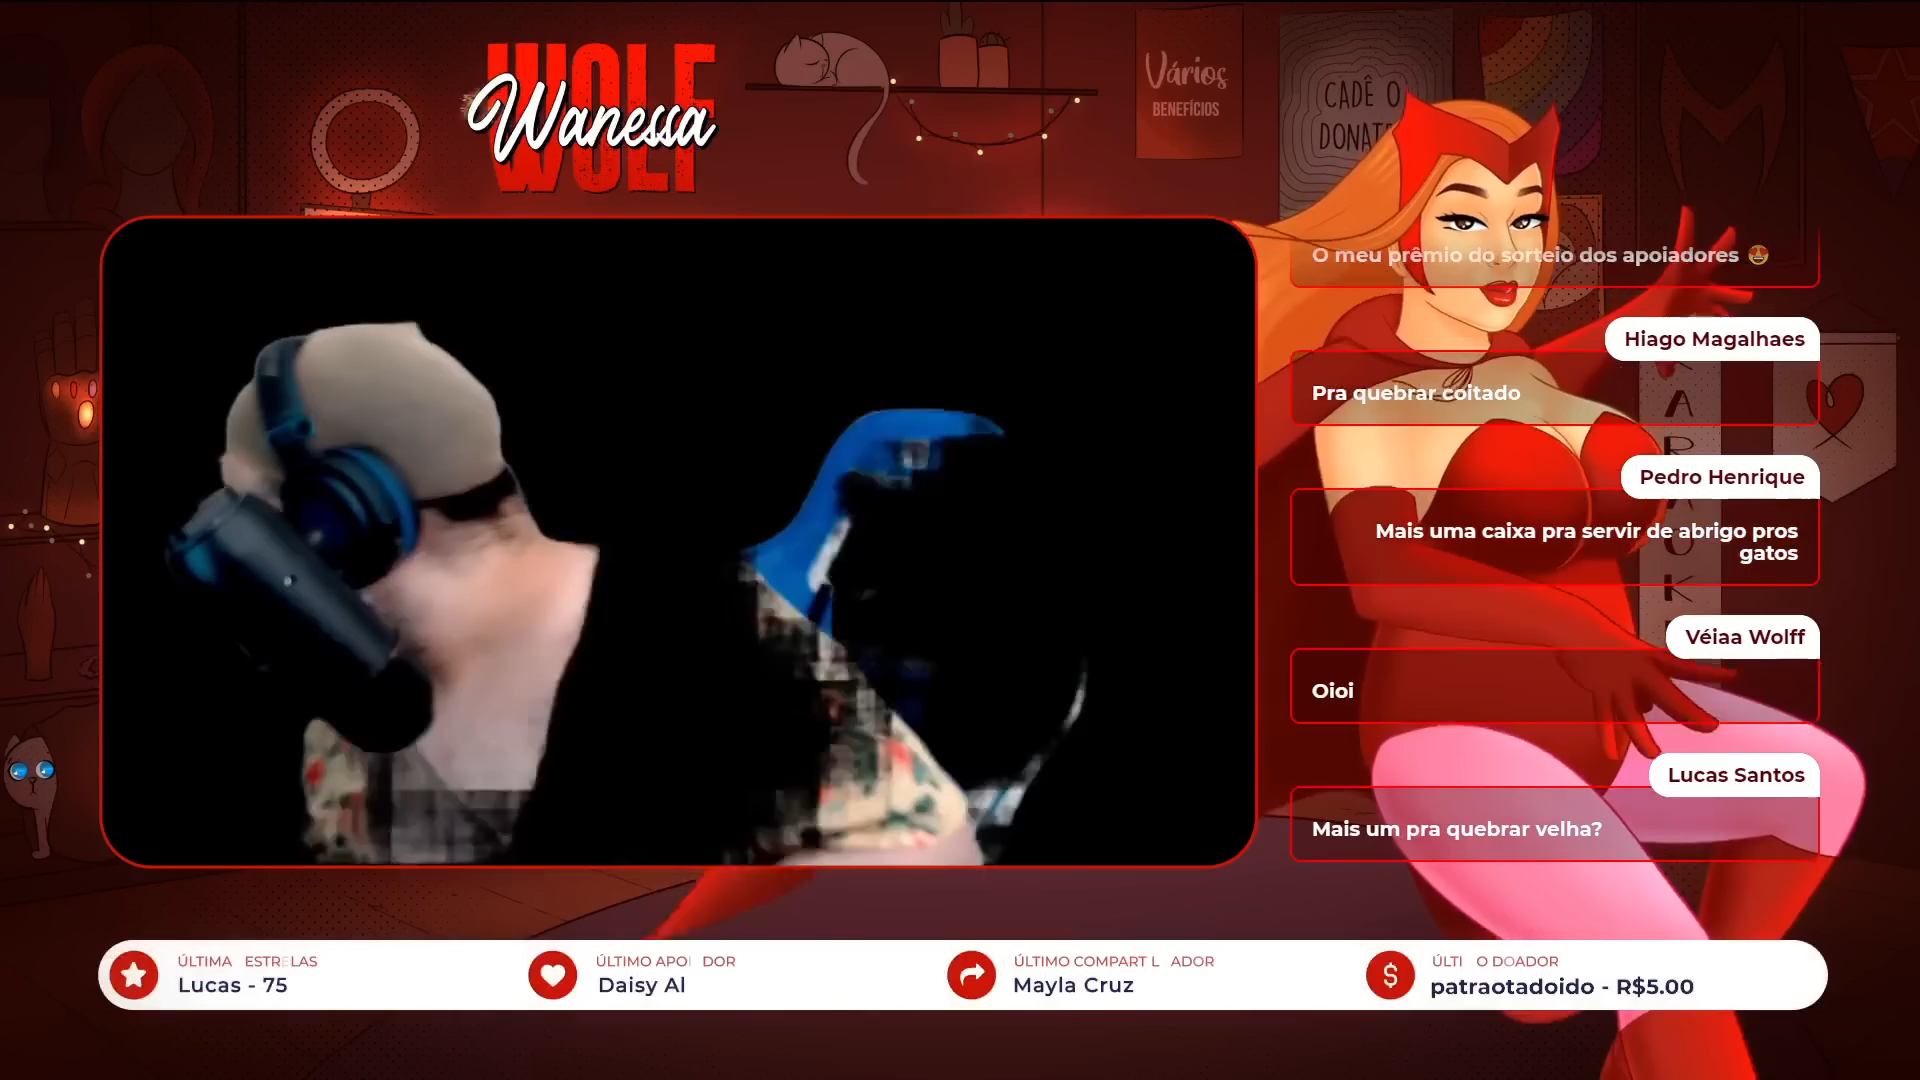 WOLF
Wanessa
Vários
BENEFÍCIOS
CADÊ O
DONATE
O meu prêmio do sorteio dos apoiadores 😍
Hiago Magalhaes
Pra quebrar coitado
Pedro Henrique
Mais uma caixa pra servir de abrigo pros
gatos
Véiaa Wolff
Oioi
Lucas Santos
Mais um pra quebrar velha?
ÚLTIMA ESTRELAS
Lucas - 75
ÚLTIMO APOI DOR
Daisy Al
ÚLTIMO COMPART L ADOR
Mayla Cruz
ÚLTI O DOADOR
patraotadoido - R$5.00